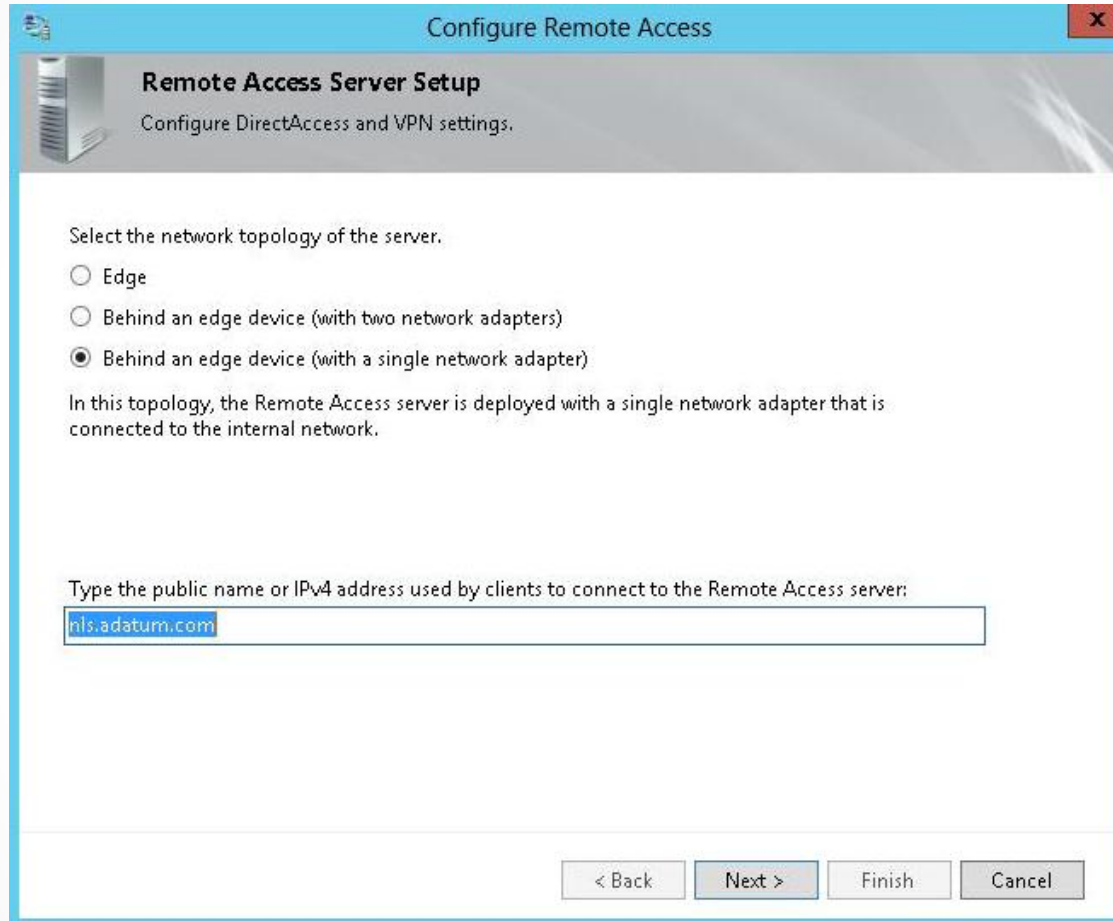 Configure Remote Access
x
Remote Access Server Setup
Configure DirectAccess and VPN settings.
Select the network topology of the server.
Edge
Behind an edge device (with two network adapters)
Behind an edge device (with a single network adapter)
In this topology, the Remote Access server is deployed with a single network adapter that is
connected to the internal network.
Type the public name or IPv4 address used by clients to connect to the Remote Access server:
nls.adatum.com
< Back
Next >
Finish
Cancel